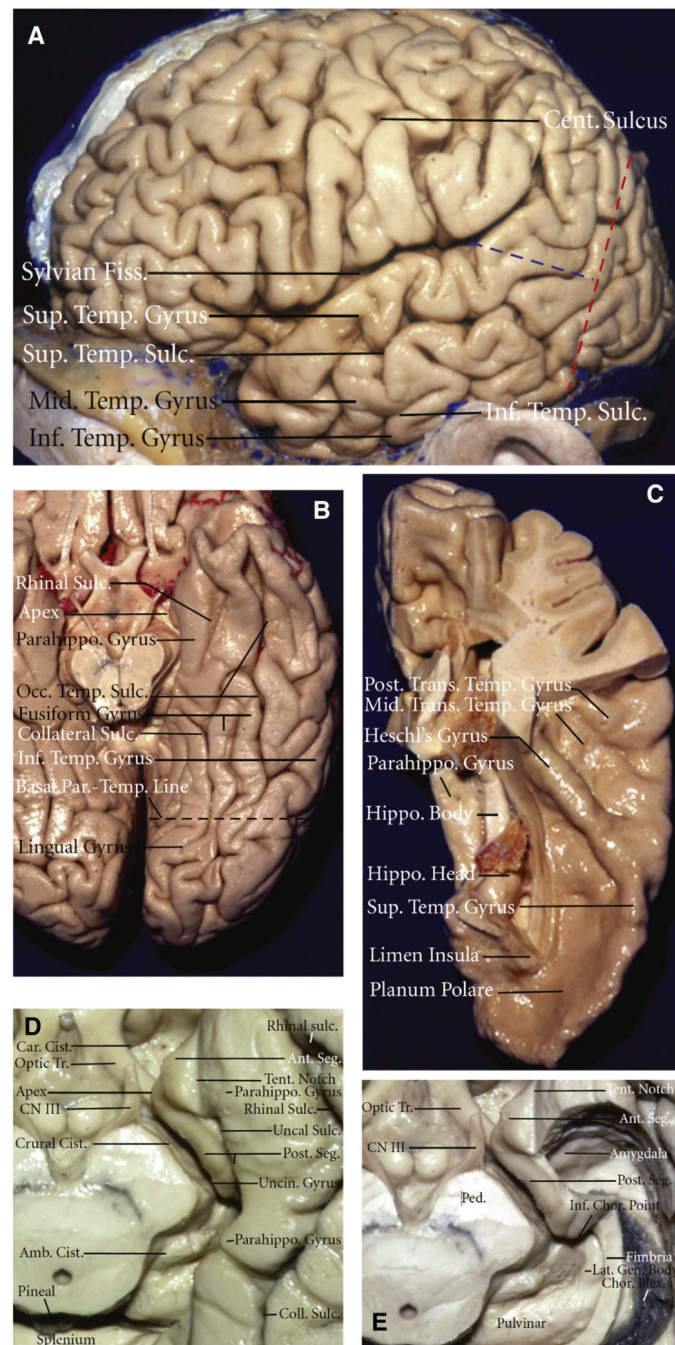 A
Cent. Sulcus
Sylvian Fiss.
Sup. Temp. Gyrus
Sup. Temp. Sulc.
Mid. Temp. Gyrus
Inf. Temp. Sulc.
Inf. Temp. Gyrus
B
Rhinal Sulc.
Apex
Parahippo. Gyrus
Occ. Temp. Sulc.
Fusiform Gyrus
Collateral Sulc.
Inf. Temp. Gyrus
Basal Par.-Temp. Line
Lingual Gyrus
C
Post. Trans. Temp. Gyrus
Mid. Trans. Temp. Gyrus
Heschl's Gyrus
Parahippo. Gyrus
Hippo. Body
Hippo. Head
Sup. Temp. Gyrus
Limen Insula
Planum Polare
D
Rhinal sulc.
Car. Cist.
Ant. Seg.
Optic Tr.
Tent. Notch
Apex
Parahippo. Gyrus
CN III
Rhinal Sulc.
Uncal Sulc.
Crural Cist.
Post. Seg.
Uncin. Gyrus
Parahippo. Gyrus
Amb. Cist.
Pineal
Coll. Sulc.
Splenium
Tent. Notch
Optic Tr.
Ant. Seg.
CN III
Amygdala
Post. Seg.
Ped.
Inf. Chor. Point
Fimbria
Lat. Gen. Body
Chor. Plex.
Pulvinar
E